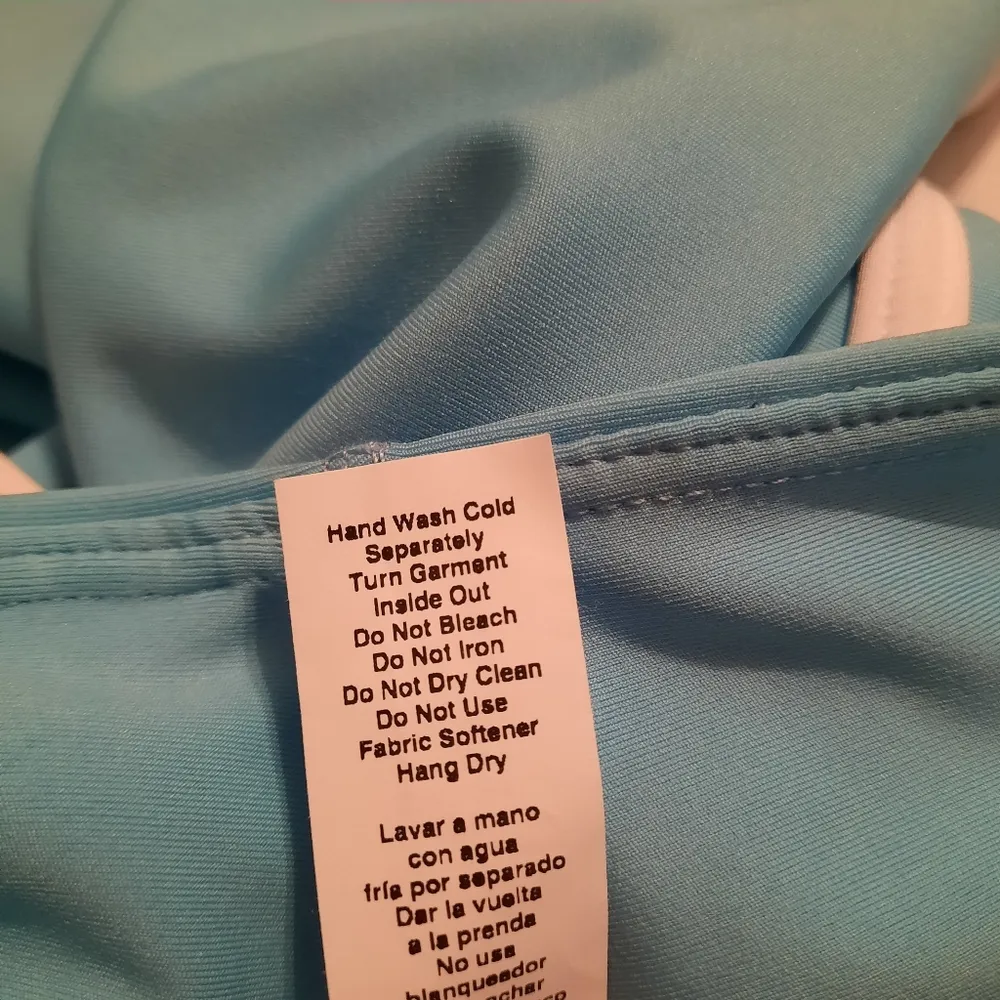 Hand Wash Cold
Separately
Turn Garment
Inside Out
Do Not Bleach
Do Not Iron
Do Not Dry Clean
Do Not Use
Fabric Softener
Hang Dry
Lavar a mano
con agua
fría por separado
Dar la vuelta
a la prenda
No use
blanqueador